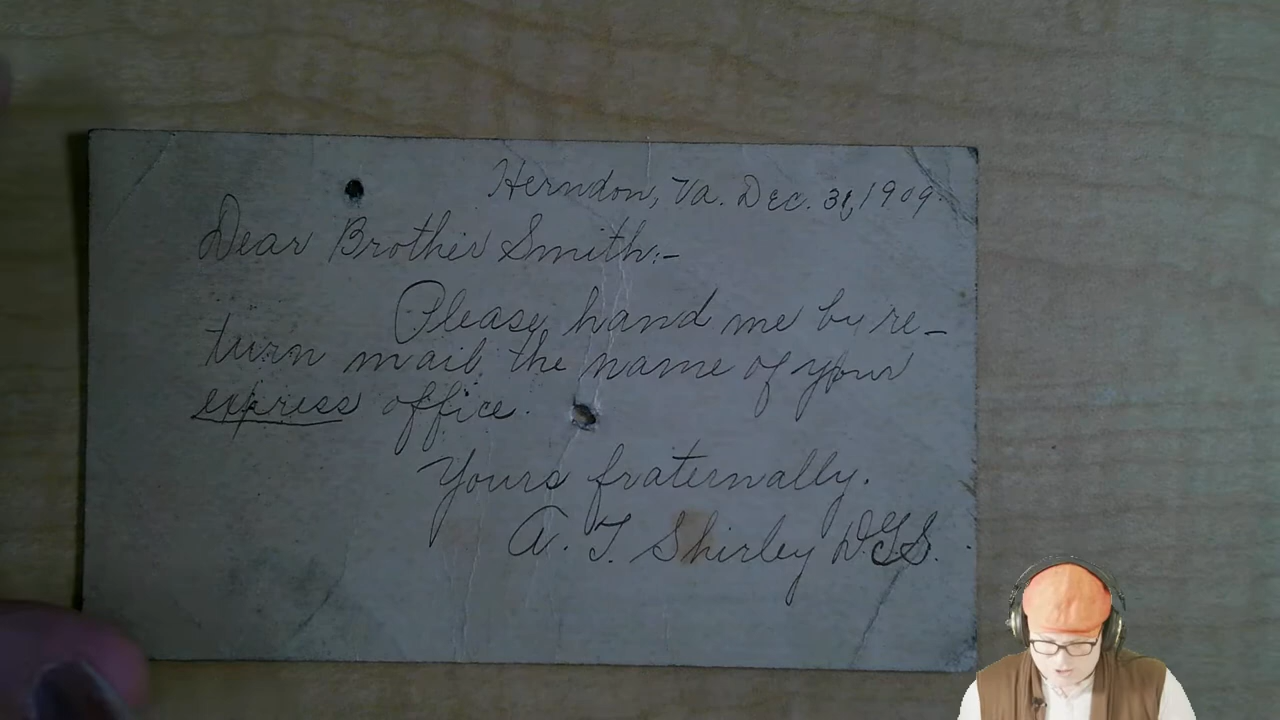 Herndon, Va. Dec. 31, 1909.
Dear Brother Smith:-
Please hand me by re-
turn mail, the name of your
express office.
Yours fraternally.
A. T. Shirley D.G.S.